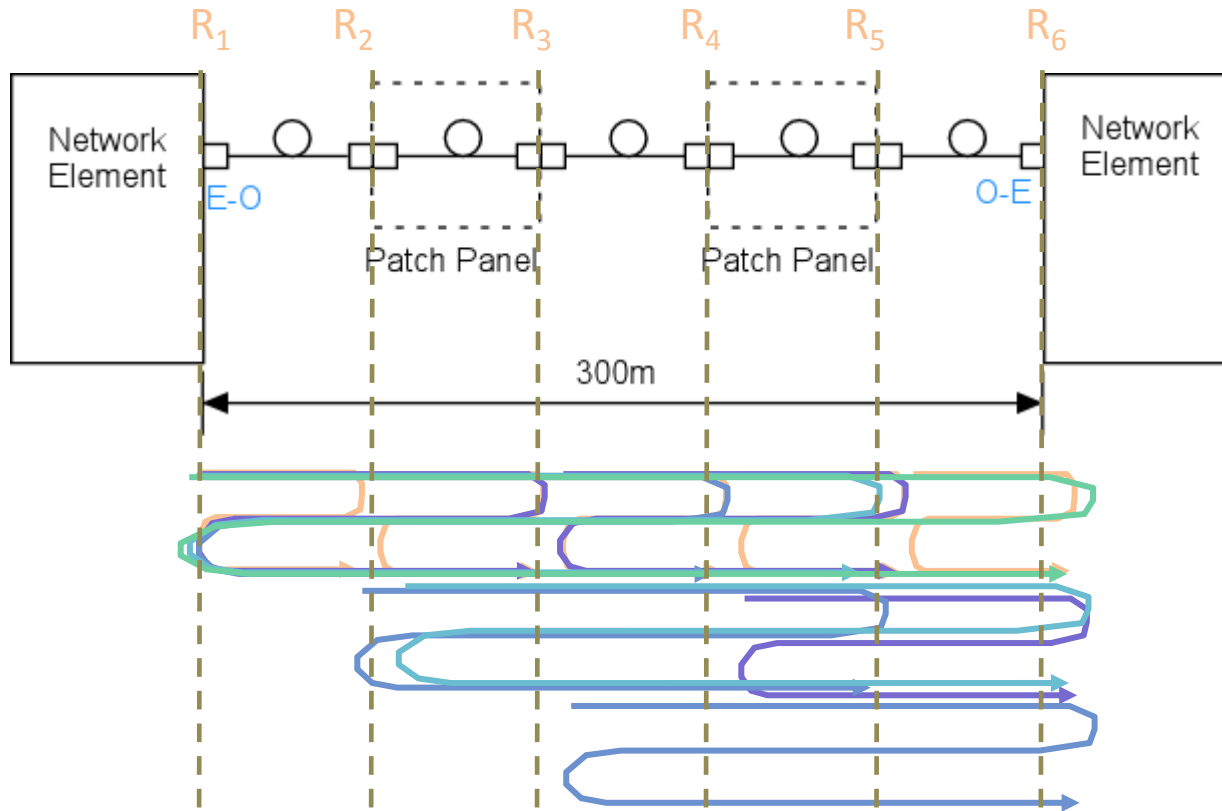 R₁ R₂ R₃ R₄ R₅ R₆
Network
Element
Network
Element
E-O
O-E
Patch Panel
Patch Panel
300m